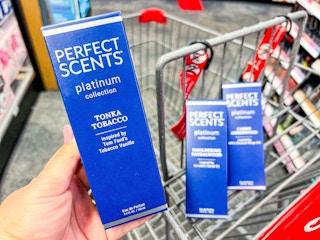 PERFECT
SCENTS
platinum
collection
TONKA
TOBACCO
inspired by
Tom Ford's
Tobacco Vanille
Eau de Parfum
PERFECT
SCENTS
platinum
collection
PERFECT
SCENTS
platinum
collection